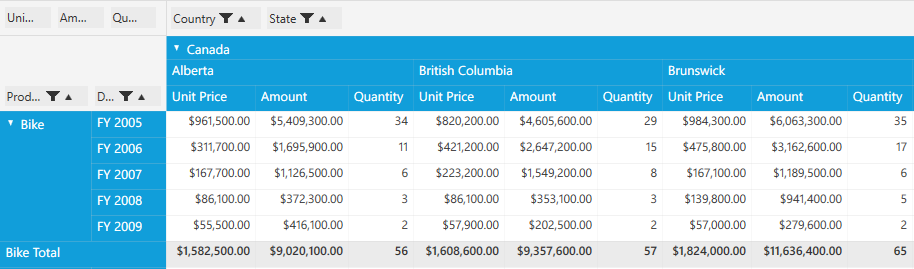 Uni... Am... Qu... Country State
Canada
Alberta British Columbia Brunswick
Prod... D... Unit Price Amount Quantity Unit Price Amount Quantity Unit Price Amount Quantity
Bike FY 2005 $961,500.00 $5,409,300.00 34 $820,200.00 $4,605,600.00 29 $984,300.00 $6,063,300.00 35
FY 2006 $311,700.00 $1,695,900.00 11 $421,200.00 $2,647,200.00 15 $475,800.00 $3,162,600.00 17
FY 2007 $167,700.00 $1,126,500.00 6 $223,200.00 $1,549,200.00 8 $167,100.00 $1,189,500.00 6
FY 2008 $86,100.00 $372,300.00 3 $86,100.00 $353,100.00 3 $139,800.00 $941,400.00 5
FY 2009 $55,500.00 $416,100.00 2 $57,900.00 $202,500.00 2 $57,000.00 $279,600.00 2
Bike Total $1,582,500.00 $9,020,100.00 56 $1,608,600.00 $9,357,600.00 57 $1,824,000.00 $11,636,400.00 65